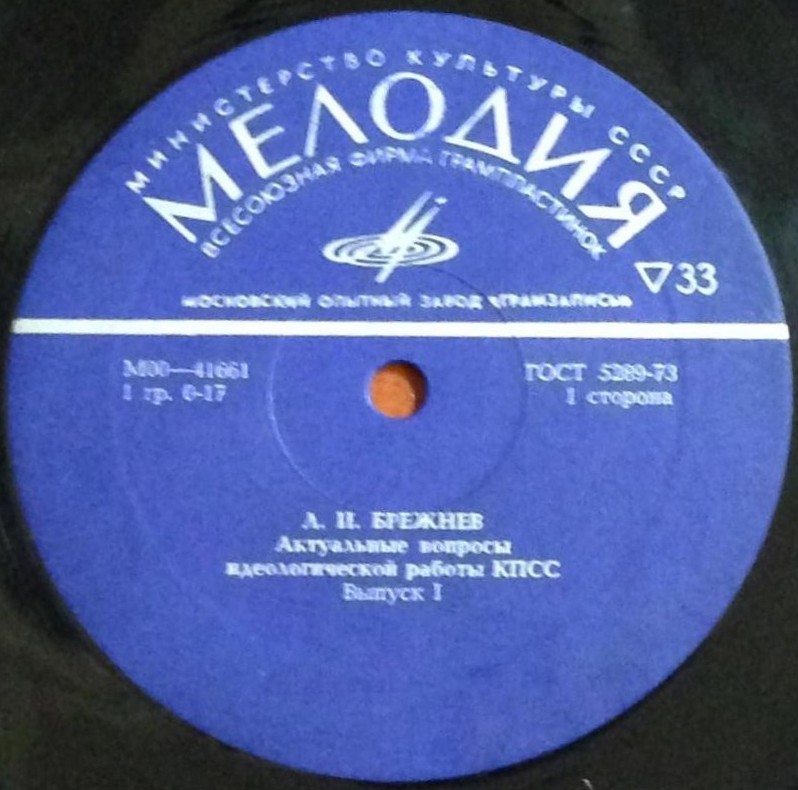 МИНИСТЕРСТВО КУЛЬТУРЫ СССР
МЕЛОДИЯ
ВСЕСОЮЗНАЯ ФИРМА ГРАМПЛАСТИНОК
▽33
МОСКОВСКИЙ ОПЫТНЫЙ ЗАВОД «ГРАМЗАПИСЬ»
М00—41661
ГОСТ 5289-73
1 гр. 0-17
1 сторона
Л. И. БРЕЖНЕВ
Актуальные вопросы
идеологической работы КПСС
Выпуск I